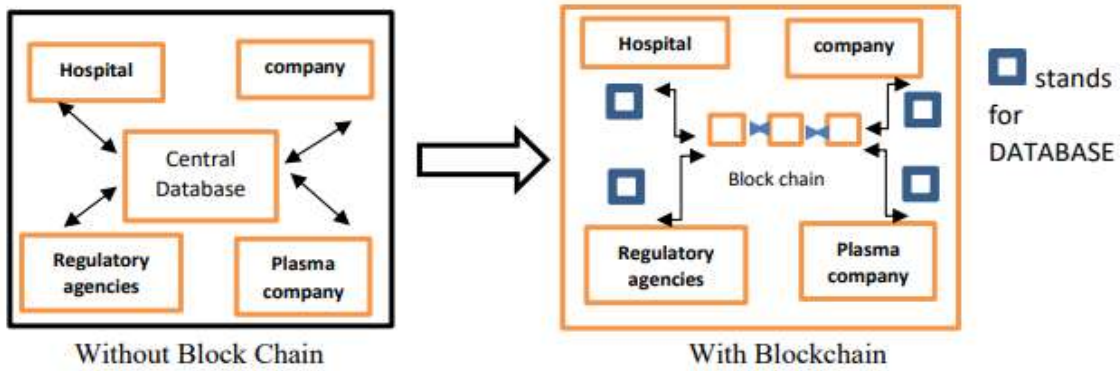 Hospital
company
Central
Database
Regulatory
agencies
Plasma
company
Without Block Chain
Hospital
company
Block chain
Regulatory
agencies
Plasma
company
With Blockchain
stands
for
DATABASE